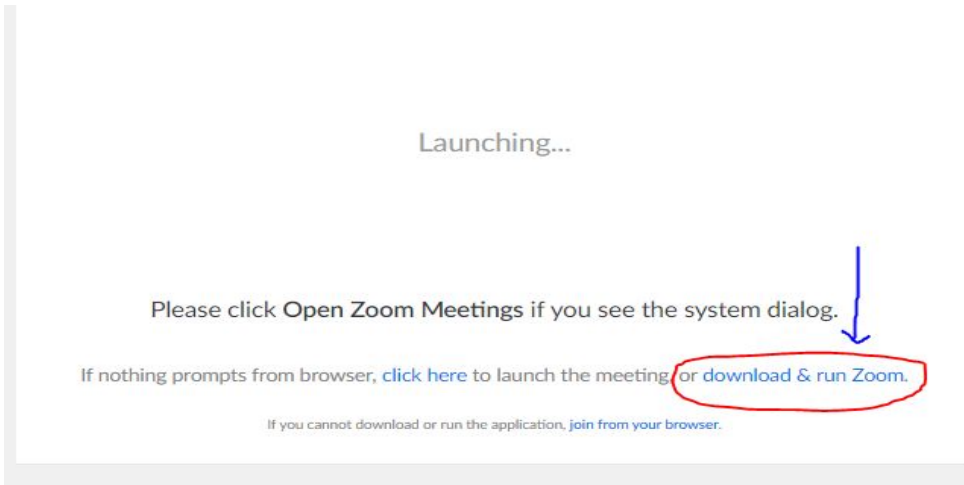 Launching...
Please click Open Zoom Meetings if you see the system dialog.
If nothing prompts from browser, click here to launch the meeting, or download & run Zoom.
If you cannot download or run the application, join from your browser.